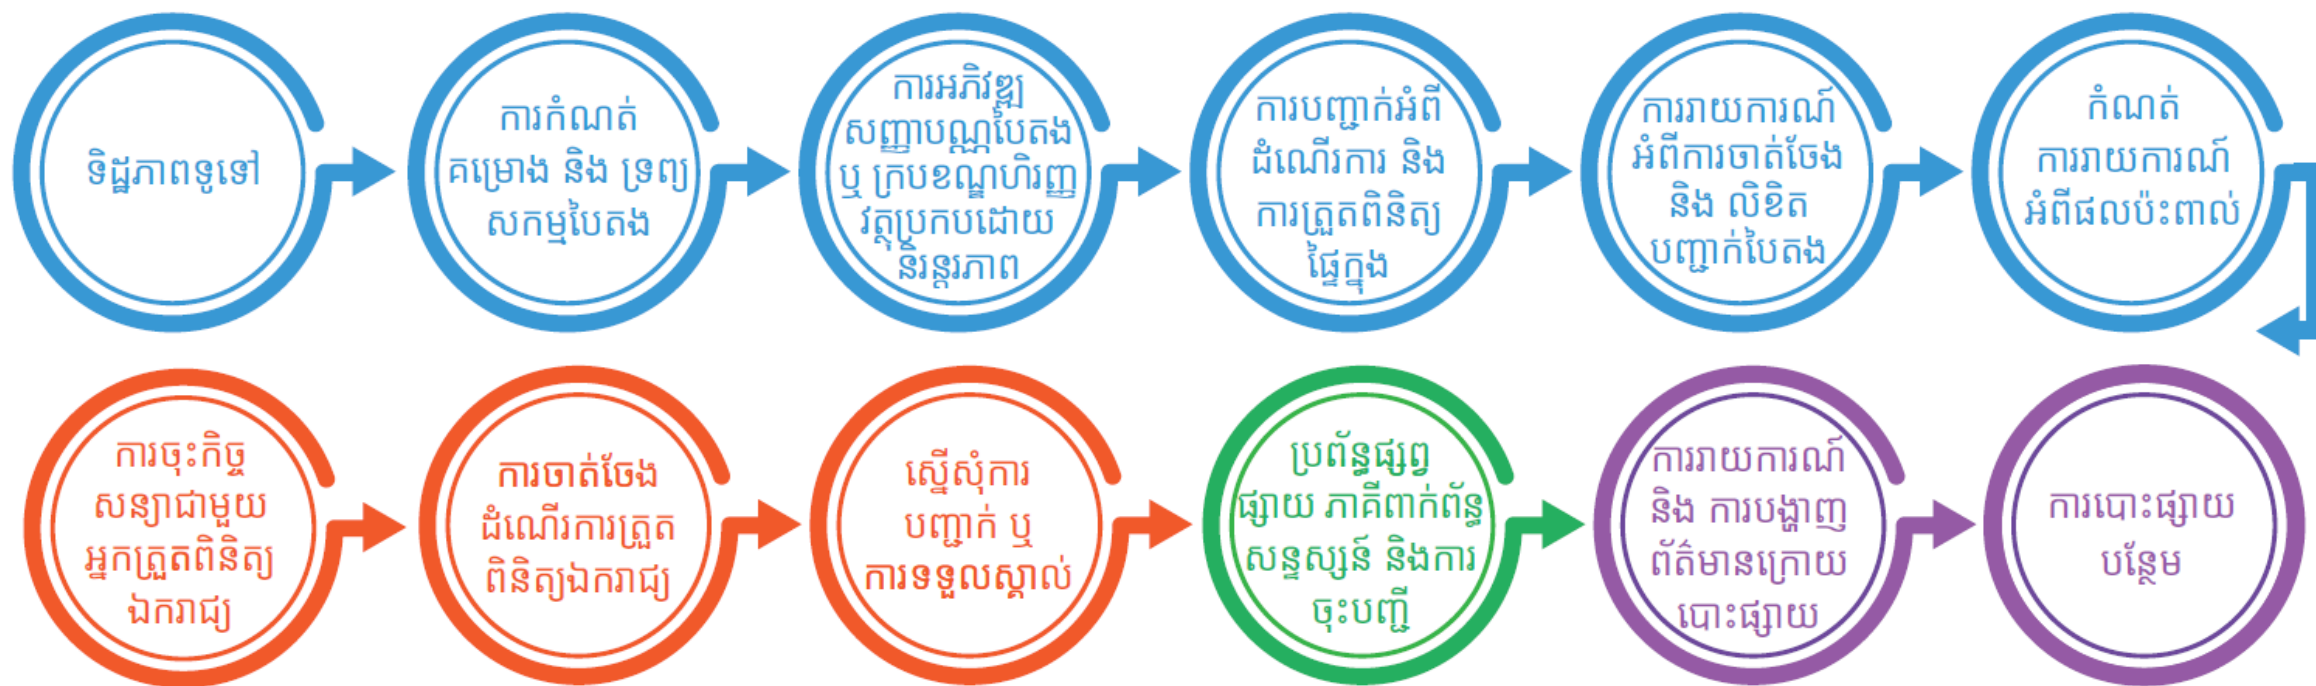 ទិដ្ឋភាពទូទៅ
ការកំណត់
គម្រោង និង ទ្រព្យ
សកម្មបៃតង
ការអភិវឌ្ឍ
សញ្ញាបណ្ណបៃតង
ឬ ក្របខណ្ឌហិរញ្ញ
វត្ថុប្រកបដោយ
និរន្តរភាព
ការបញ្ជាក់អំពី
ដំណើរការ និង
ការត្រួតពិនិត្យ
ផ្ទៃក្នុង
ការរាយការណ៍
អំពីការចាត់ចែង
និង លិខិត
បញ្ជាក់បៃតង
កំណត់
ការរាយការណ៍
អំពីផលប៉ះពាល់
ការចុះកិច្ច
សន្យាជាមួយ
អ្នកត្រួតពិនិត្យ
ឯករាជ្យ
ការចាត់ចែង
ដំណើរការត្រួត
ពិនិត្យឯករាជ្យ
ស្នើសុំការ
បញ្ជាក់ ឬ
ការទទួលស្គាល់
ប្រព័ន្ធផ្សព្វ
ផ្សាយ ភាគីពាក់ព័ន្ធ
សន្ទស្សន៍ និងការ
ចុះបញ្ជី
ការរាយការណ៍
និង ការបង្ហាញ
ព័ត៌មានក្រោយ
បោះផ្សាយ
ការបោះផ្សាយ
បន្ថែម